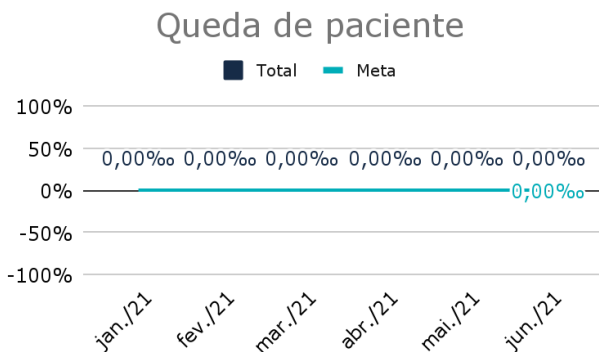 Queda de paciente
Total Meta
100%
50%
0,00‰ 0,00‰ 0,00‰ 0,00‰ 0,00‰ 0,00‰
0%
0,00‰
-50%
-100%
jan./21 fev./21 mar./21 abr./21 mai./21 jun./21